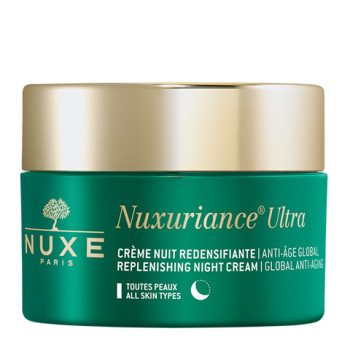 Nuxuriance® Ultra
NUXE
PARIS
CRÈME NUIT REDENSIFIANTE | ANTI-ÂGE GLOBAL
REPLENISHING NIGHT CREAM | GLOBAL ANTI-AGING
TOUTES PEAUX
ALL SKIN TYPES